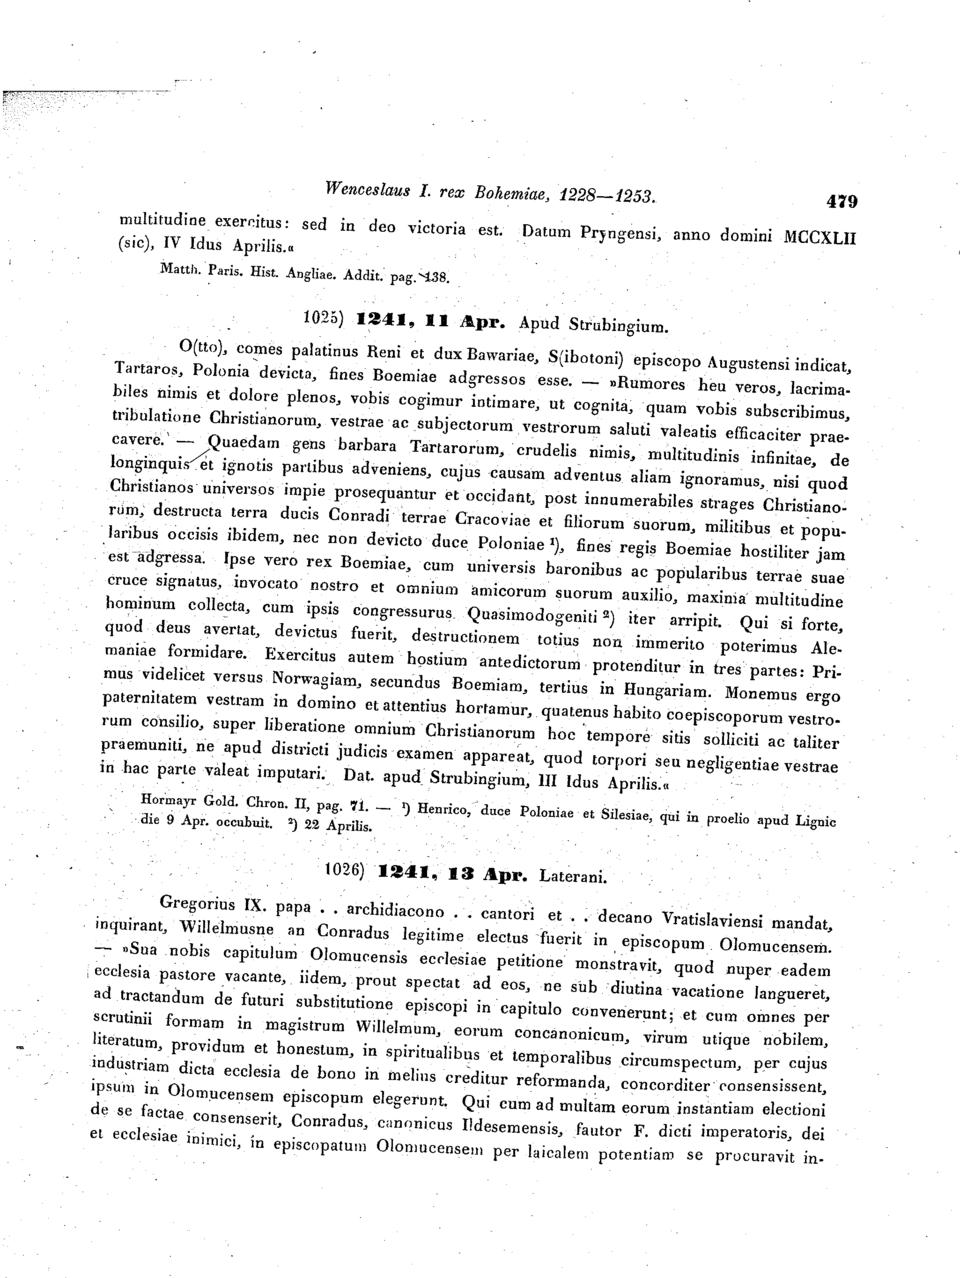 Wenceslaus I. rex Bohemiae, 1228—1253. 479
multitudine exercitus: sed in deo victoria est. Datum Pryngensi, anno domini MCCXLII
(sic), IV Idus Aprilis.«
Matth. Paris. Hist. Angliae. Addit. pag. 138.
1025) 1241, 11 Apr. Apud Strubingium.
O(tto), comes palatinus Reni et dux Bawariae, S(ibotoni) episcopo Augustensi indicat,
Tartaros, Polonia devicta, fines Boemiae adgressos esse. — »Rumores heu veros, lacrima-
biles nimis et dolore plenos, vobis cogimur intimare, ut cognita, quam vobis subscribimus,
tribulatione Christianorum, vestrae ac subjectorum vestrorum saluti valeatis efficaciter prae-
cavere. — Quaedam gens barbara Tartarorum, crudelis nimis, multitudinis infinitae, de
longinquis et ignotis partibus adveniens, cujus causam adventus aliam ignoramus, nisi quod
Christianos universos impie prosequantur et occidant, post innumerabiles strages Christiano-
rum, destructa terra ducis Conradi terrae Cracoviae et filiorum suorum, militibus et popu-
laribus occisis ibidem, nec non devicto duce Poloniae ¹), fines regis Boemiae hostiliter jam
est adgressa. Ipse vero rex Boemiae, cum universis baronibus ac popularibus terrae suae
cruce signatus, invocato nostro et omnium amicorum suorum auxilio, maxima multitudine
hominum collecta, cum ipsis congressurus Quasimodogeniti ²) iter arripit. Qui si forte,
quod deus avertat, devictus fuerit, destructionem totius non immerito poterimus Ale-
maniae formidare. Exercitus autem hostium antedictorum protenditur in tres partes: Pri-
mus videlicet versus Norwagiam, secundus Boemiam, tertius in Hungariam. Monemus ergo
paternitatem vestram in domino et attentius hortamur, quatenus habito coepiscoporum vestro-
rum consilio, super liberatione omnium Christianorum hoc tempore sitis solliciti ac taliter
praemuniti, ne apud districti judicis examen appareat, quod torpori seu negligentiae vestrae
in hac parte valeat imputari. Dat. apud Strubingium, III Idus Aprilis.«
Hormayr Gold. Chron. II, pag. 71. — ¹) Henrico, duce Poloniae et Silesiae, qui in proelio apud Lignic
die 9 Apr. occubuit. ²) 22 Aprilis.
1026) 1241, 13 Apr. Laterani.
Gregorius IX. papa . . archidiacono . . cantori et . . decano Vratislaviensi mandat,
inquirant, Willelmusne an Conradus legitime electus fuerit in episcopum Olomucensem.
— »Sua nobis capitulum Olomucensis ecclesiae petitione monstravit, quod nuper eadem
ecclesia pastore vacante, iidem, prout spectat ad eos, ne sub diutina vacatione langueret,
ad tractandum de futuri substitutione episcopi in capitulo convenerunt; et cum omnes per
scrutinii formam in magistrum Willelmum, eorum concanonicum, virum utique nobilem,
literatum, providum et honestum, in spiritualibus et temporalibus circumspectum, per cujus
industriam dicta ecclesia de bono in melius creditur reformanda, concorditer consensissent,
ipsum in Olomucensem episcopum elegerunt. Qui cum ad multam eorum instantiam electioni
de se factae consenserit, Conradus, canonicus Ildesemensis, fautor F. dicti imperatoris, dei
et ecclesiae inimici, in episcopatum Olomucensem per laicalem potentiam se procuravit in-